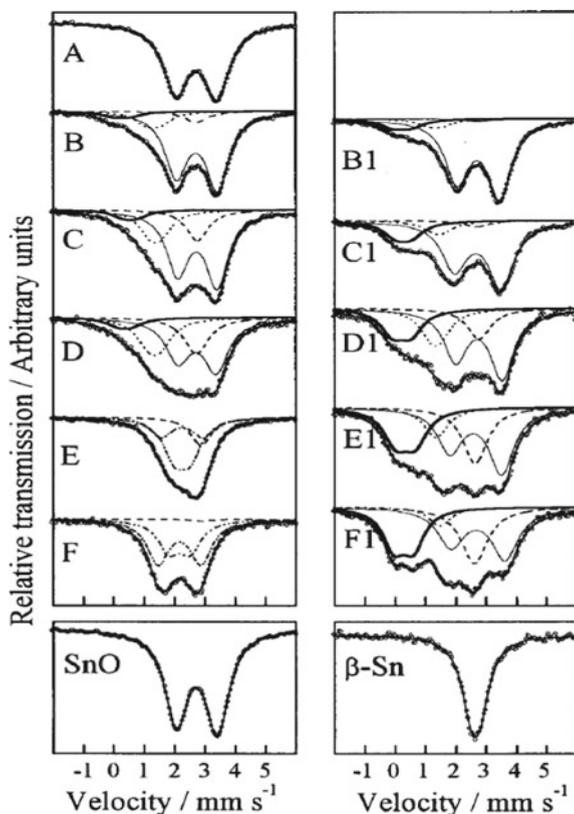 Relative transmission / Arbitrary units
A
B
C
D
E
F
SnO
B1
C1
D1
E1
F1
β-Sn
-1 0 1 2 3 4 5
-1 0 1 2 3 4 5
Velocity / mm s⁻¹
Velocity / mm s⁻¹